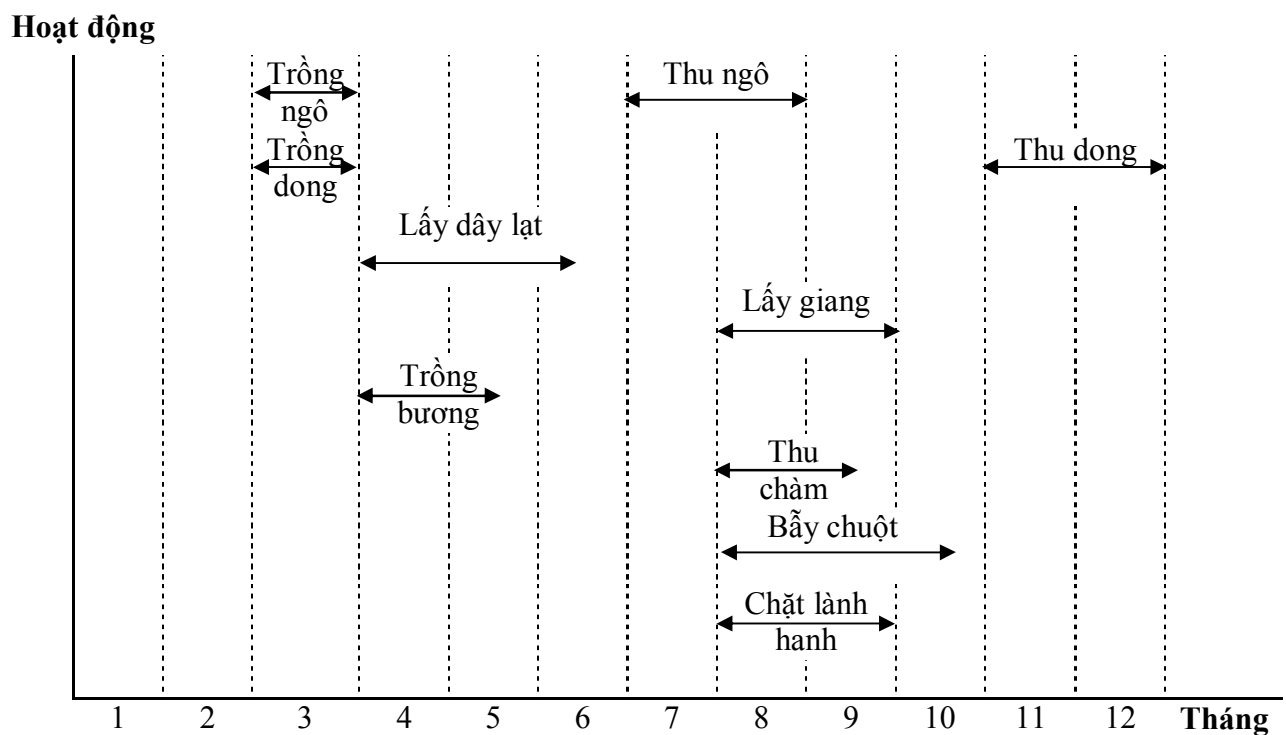 Hoạt động
Trồng
ngô
Thu ngô
Trồng
dong
Thu dong
Lấy dây lạt
Lấy giang
Trồng
bương
Thu
chàm
Bẫy chuột
Chặt lành
hanh
1 2 3 4 5 6 7 8 9 10 11 12 Tháng